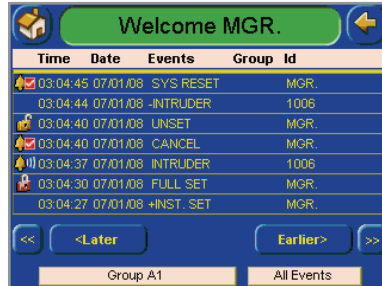 Welcome MGR.
Time Date Events Group Id
03:04:45 07/01/08 SYS RESET MGR.
03:04:44 07/01/08 -INTRUDER 1006
03:04:40 07/01/08 UNSET MGR.
03:04:40 07/01/08 CANCEL MGR.
03:04:37 07/01/08 INTRUDER 1006
03:04:30 07/01/08 FULL SET MGR.
03:04:27 07/01/08 +INST. SET MGR.
<< <Later Earlier> >>
Group A1 All Events